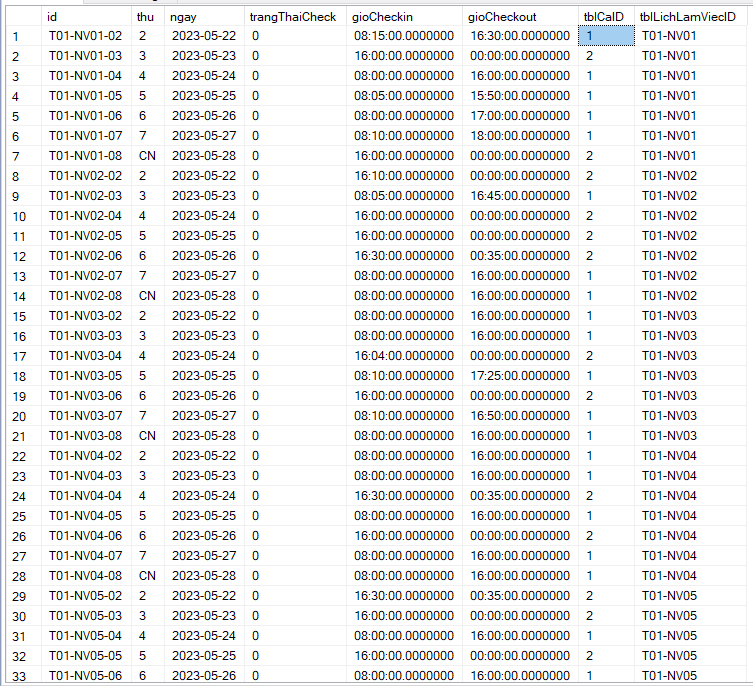 id thu ngay trangThaiCheck gioCheckin gioCheckout tblCaID tblLichLamViecID
1 T01-NV01-02 2 2023-05-22 0 08:15:00.0000000 16:30:00.0000000 1 T01-NV01
2 T01-NV01-03 3 2023-05-23 0 16:00:00.0000000 00:00:00.0000000 2 T01-NV01
3 T01-NV01-04 4 2023-05-24 0 08:00:00.0000000 16:00:00.0000000 1 T01-NV01
4 T01-NV01-05 5 2023-05-25 0 08:05:00.0000000 15:50:00.0000000 1 T01-NV01
5 T01-NV01-06 6 2023-05-26 0 08:00:00.0000000 17:00:00.0000000 1 T01-NV01
6 T01-NV01-07 7 2023-05-27 0 08:10:00.0000000 18:00:00.0000000 1 T01-NV01
7 T01-NV01-08 CN 2023-05-28 0 16:00:00.0000000 00:00:00.0000000 2 T01-NV01
8 T01-NV02-02 2 2023-05-22 0 16:10:00.0000000 00:00:00.0000000 2 T01-NV02
9 T01-NV02-03 3 2023-05-23 0 08:05:00.0000000 16:45:00.0000000 1 T01-NV02
10 T01-NV02-04 4 2023-05-24 0 16:00:00.0000000 00:00:00.0000000 2 T01-NV02
11 T01-NV02-05 5 2023-05-25 0 16:00:00.0000000 00:00:00.0000000 2 T01-NV02
12 T01-NV02-06 6 2023-05-26 0 16:30:00.0000000 00:35:00.0000000 2 T01-NV02
13 T01-NV02-07 7 2023-05-27 0 08:00:00.0000000 16:00:00.0000000 1 T01-NV02
14 T01-NV02-08 CN 2023-05-28 0 08:00:00.0000000 16:00:00.0000000 1 T01-NV02
15 T01-NV03-02 2 2023-05-22 0 08:00:00.0000000 16:00:00.0000000 1 T01-NV03
16 T01-NV03-03 3 2023-05-23 0 08:00:00.0000000 16:00:00.0000000 1 T01-NV03
17 T01-NV03-04 4 2023-05-24 0 16:04:00.0000000 00:00:00.0000000 2 T01-NV03
18 T01-NV03-05 5 2023-05-25 0 08:10:00.0000000 17:25:00.0000000 1 T01-NV03
19 T01-NV03-06 6 2023-05-26 0 16:00:00.0000000 00:00:00.0000000 2 T01-NV03
20 T01-NV03-07 7 2023-05-27 0 08:10:00.0000000 16:50:00.0000000 1 T01-NV03
21 T01-NV03-08 CN 2023-05-28 0 08:00:00.0000000 16:00:00.0000000 1 T01-NV03
22 T01-NV04-02 2 2023-05-22 0 08:00:00.0000000 16:00:00.0000000 1 T01-NV04
23 T01-NV04-03 3 2023-05-23 0 08:00:00.0000000 16:00:00.0000000 1 T01-NV04
24 T01-NV04-04 4 2023-05-24 0 16:30:00.0000000 00:35:00.0000000 2 T01-NV04
25 T01-NV04-05 5 2023-05-25 0 08:00:00.0000000 16:00:00.0000000 1 T01-NV04
26 T01-NV04-06 6 2023-05-26 0 16:00:00.0000000 00:00:00.0000000 2 T01-NV04
27 T01-NV04-07 7 2023-05-27 0 08:00:00.0000000 16:00:00.0000000 1 T01-NV04
28 T01-NV04-08 CN 2023-05-28 0 08:00:00.0000000 16:00:00.0000000 1 T01-NV04
29 T01-NV05-02 2 2023-05-22 0 16:30:00.0000000 00:35:00.0000000 2 T01-NV05
30 T01-NV05-03 3 2023-05-23 0 16:00:00.0000000 00:00:00.0000000 2 T01-NV05
31 T01-NV05-04 4 2023-05-24 0 08:00:00.0000000 16:00:00.0000000 1 T01-NV05
32 T01-NV05-05 5 2023-05-25 0 16:00:00.0000000 00:00:00.0000000 2 T01-NV05
33 T01-NV05-06 6 2023-05-26 0 08:00:00.0000000 16:00:00.0000000 1 T01-NV05